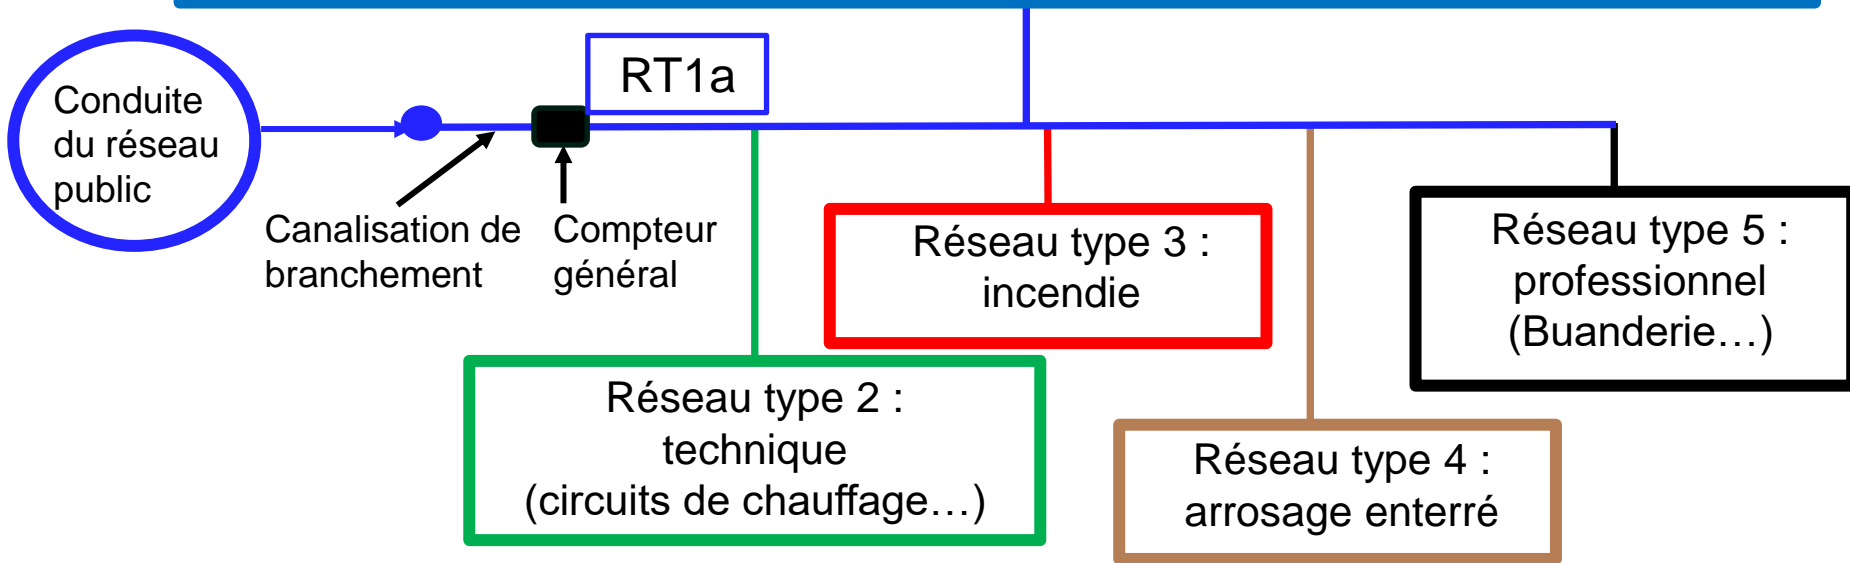 RT1a
Conduite
du réseau
public
Canalisation de
branchement
Compteur
général
Réseau type 3 :
incendie
Réseau type 5 :
professionnel
(Buanderie…)
Réseau type 2 :
technique
(circuits de chauffage…)
Réseau type 4 :
arrosage enterré